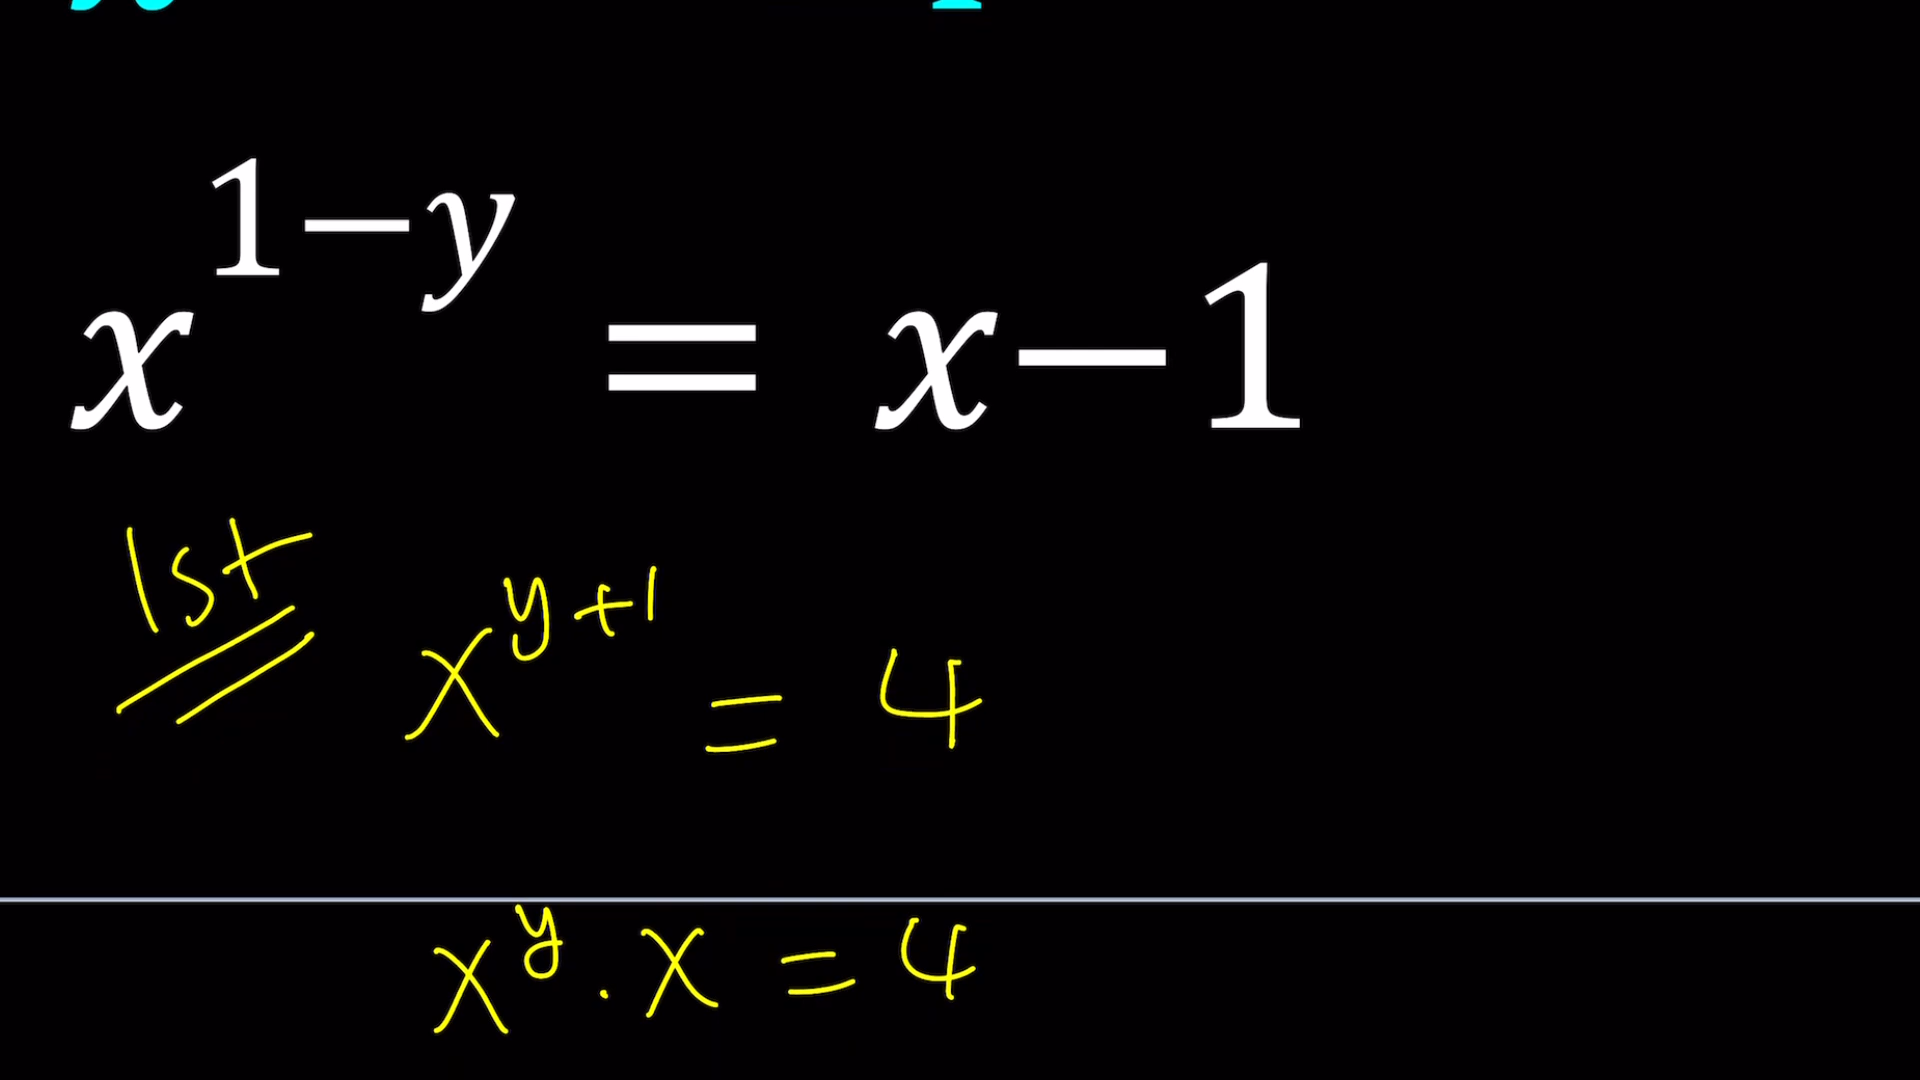 x^{1−y} = x−1
1st
x^{y+1} = 4
x^y . x = 4